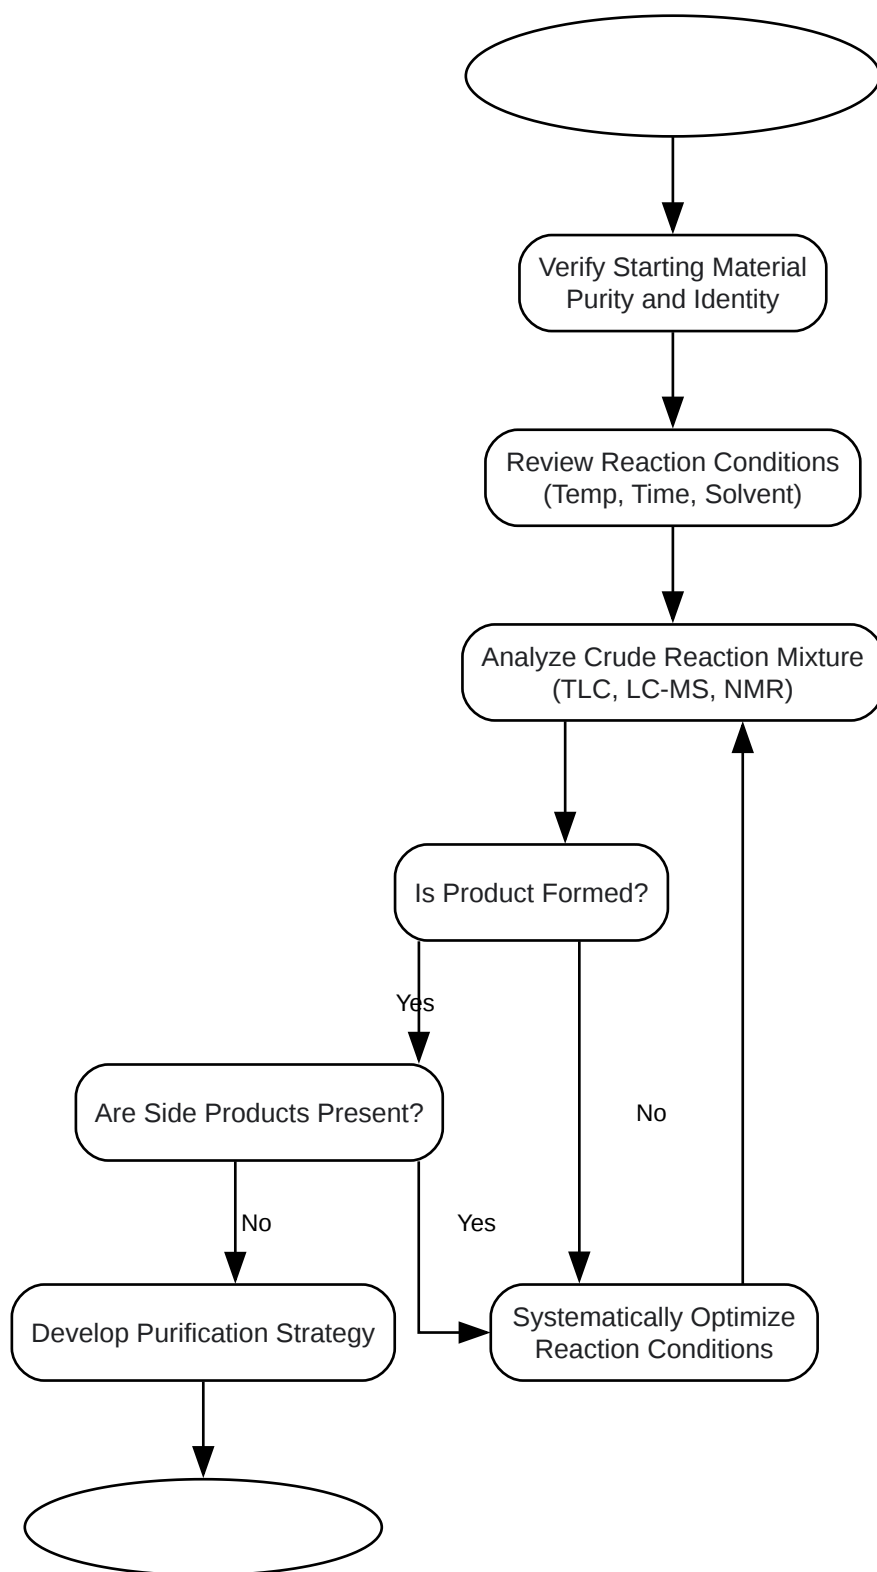 Verify Starting Material
Purity and Identity
Review Reaction Conditions
(Temp, Time, Solvent)
Analyze Crude Reaction Mixture
(TLC, LC-MS, NMR)
Is Product Formed?
Yes
Are Side Products Present?
No
No
Yes
Develop Purification Strategy
Systematically Optimize
Reaction Conditions